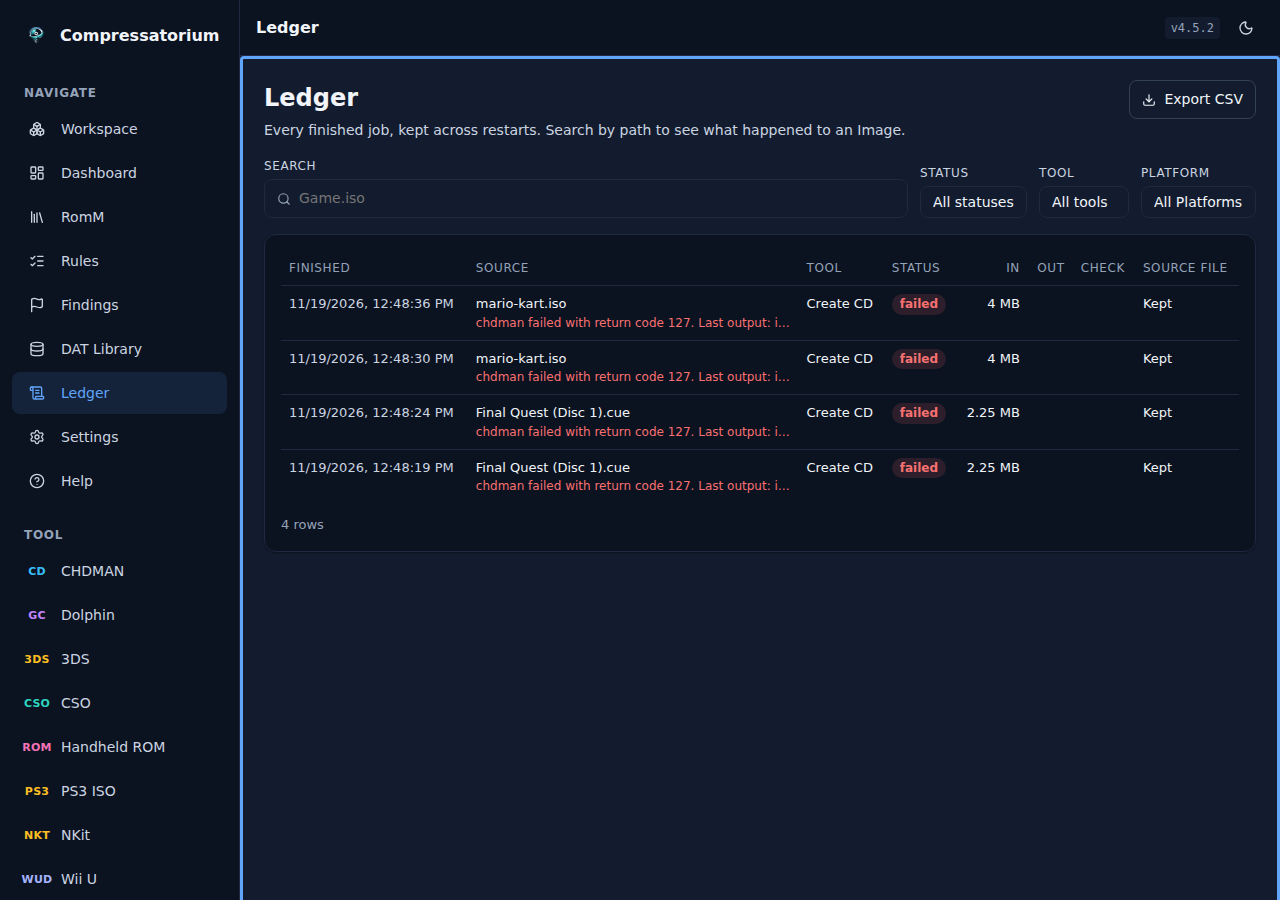 Compressatorium
NAVIGATE
Workspace
Dashboard
RomM
Rules
Findings
DAT Library
Ledger
Settings
Help
TOOL
CD CHDMAN
GC Dolphin
3DS 3DS
CSO CSO
ROM Handheld ROM
PS3 PS3 ISO
NKT NKit
WUD Wii U
Ledger
v4.5.2
Ledger
Export CSV
Every finished job, kept across restarts. Search by path to see what happened to an Image.
SEARCH
Game.iso
STATUS
All statuses
TOOL
All tools
PLATFORM
All Platforms
FINISHED SOURCE TOOL STATUS IN OUT CHECK SOURCE FILE
11/19/2026, 12:48:36 PM mario-kart.iso Create CD failed 4 MB Kept
chdman failed with return code 127. Last output: i…
11/19/2026, 12:48:30 PM mario-kart.iso Create CD failed 4 MB Kept
chdman failed with return code 127. Last output: i…
11/19/2026, 12:48:24 PM Final Quest (Disc 1).cue Create CD failed 2.25 MB Kept
chdman failed with return code 127. Last output: i…
11/19/2026, 12:48:19 PM Final Quest (Disc 1).cue Create CD failed 2.25 MB Kept
chdman failed with return code 127. Last output: i…
4 rows